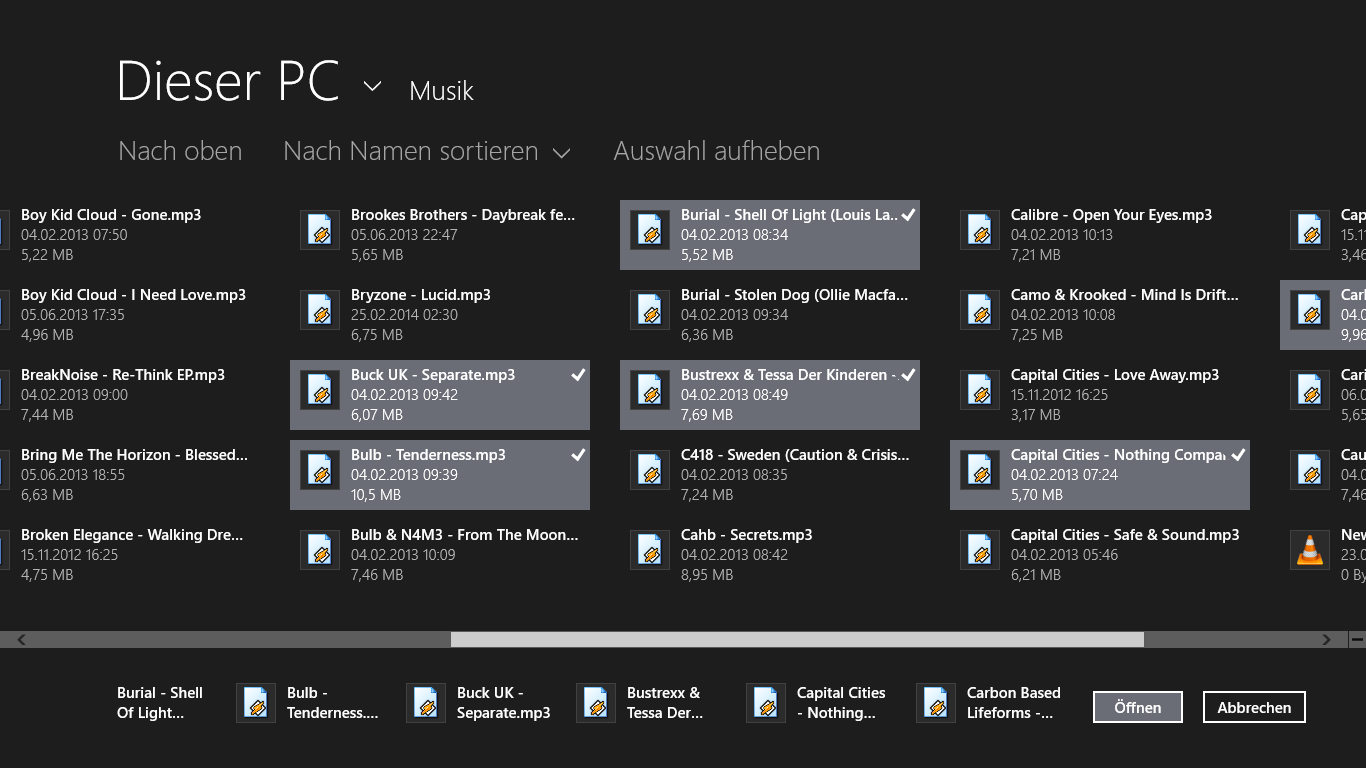 Dieser PC
Musik
Nach oben
Nach Namen sortieren
Auswahl aufheben
Boy Kid Cloud - Gone.mp3
04.02.2013 07:50
5,22 MB
Boy Kid Cloud - I Need Love.mp3
05.06.2013 17:35
4,96 MB
BreakNoise - Re-Think EP.mp3
04.02.2013 09:00
7,44 MB
Bring Me The Horizon - Blessed...
05.06.2013 18:55
6,63 MB
Broken Elegance - Walking Dre...
15.11.2012 16:25
4,75 MB
Brookes Brothers - Daybreak fe...
05.06.2013 22:47
5,65 MB
Bryzone - Lucid.mp3
25.02.2014 02:30
6,75 MB
Buck UK - Separate.mp3
04.02.2013 09:42
6,07 MB
Bulb - Tenderness.mp3
04.02.2013 09:39
10,5 MB
Bulb & N4M3 - From The Moon...
04.02.2013 10:09
7,46 MB
Burial - Shell Of Light (Louis La..
04.02.2013 08:34
5,52 MB
Burial - Stolen Dog (Ollie Macfa...
04.02.2013 09:34
6,36 MB
Bustrexx & Tessa Der Kinderen -
04.02.2013 08:49
7,69 MB
C418 - Sweden (Caution & Crisis...
04.02.2013 08:35
7,24 MB
Cahb - Secrets.mp3
04.02.2013 08:42
8,95 MB
Calibre - Open Your Eyes.mp3
04.02.2013 10:13
7,21 MB
Camo & Krooked - Mind Is Drift...
04.02.2013 10:08
7,25 MB
Capital Cities - Love Away.mp3
15.11.2012 16:25
3,17 MB
Capital Cities - Nothing Compa
04.02.2013 07:24
5,70 MB
Capital Cities - Safe & Sound.mp3
04.02.2013 05:46
6,21 MB
Cap
15.11
3,46
Carb
04.0
9,96
Cari
06.0
5,65
Cau
04.0
7,46
New
23.0
0 By
Burial - Shell
Of Light...
Bulb -
Tenderness....
Buck UK -
Separate.mp3
Bustrexx &
Tessa Der...
Capital Cities
- Nothing...
Carbon Based
Lifeforms -...
Öffnen
Abbrechen